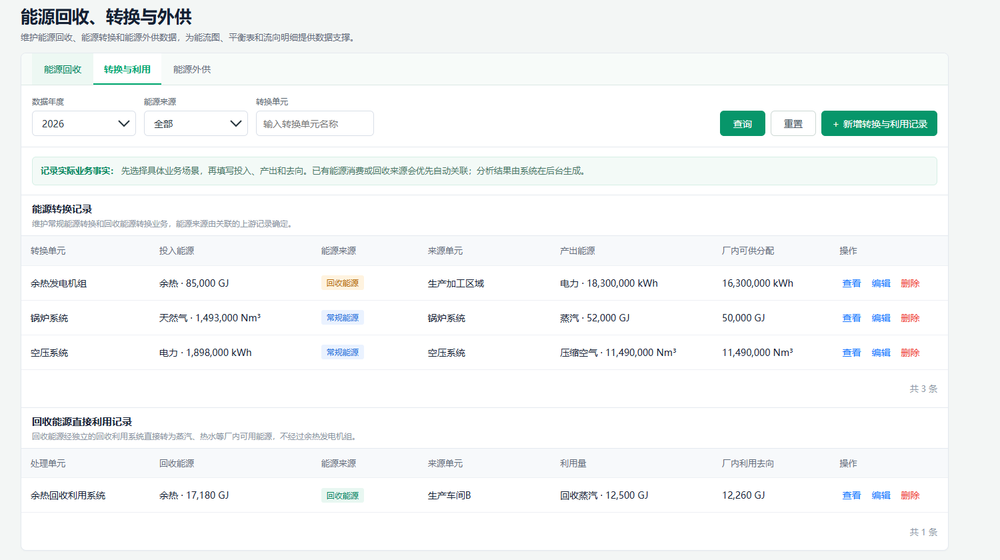 能源回收、转换与外供
维护能源回收、能源转换和能源外供数据，为能流图、平衡表和流向明细提供数据支撑。
能源回收 转换与利用 能源外供
数据年度 能源来源 转换单元
2026 全部 输入转换单元名称 查询 重置 + 新增转换与利用记录
记录实际业务事实： 先选择具体业务场景，再填写投入、产出和去向。已有能源消费或回收来源会优先自动关联；分析结果由系统在后台生成。
能源转换记录
维护常规能源转换和回收能源转换业务，能源来源由关联的上游记录确定。
转换单元 投入能源 能源来源 来源单元 产出能源 厂内可供分配 操作
余热发电机组 余热 · 85,000 GJ 回收能源 生产加工区域 电力 · 18,300,000 kWh 16,300,000 kWh 查看 编辑 删除
锅炉系统 天然气 · 1,493,000 Nm³ 常规能源 锅炉系统 蒸汽 · 52,000 GJ 50,000 GJ 查看 编辑 删除
空压系统 电力 · 1,898,000 kWh 常规能源 空压系统 压缩空气 · 11,490,000 Nm³ 11,490,000 Nm³ 查看 编辑 删除
共 3 条
回收能源直接利用记录
回收能源经独立的回收利用系统直接转为蒸汽、热水等厂内可用能源，不经过余热发电机组。
处理单元 回收能源 能源来源 来源单元 利用量 厂内利用去向 操作
余热回收利用系统 余热 · 17,180 GJ 回收能源 生产车间B 回收蒸汽 · 12,500 GJ 12,260 GJ 查看 编辑 删除
共 1 条